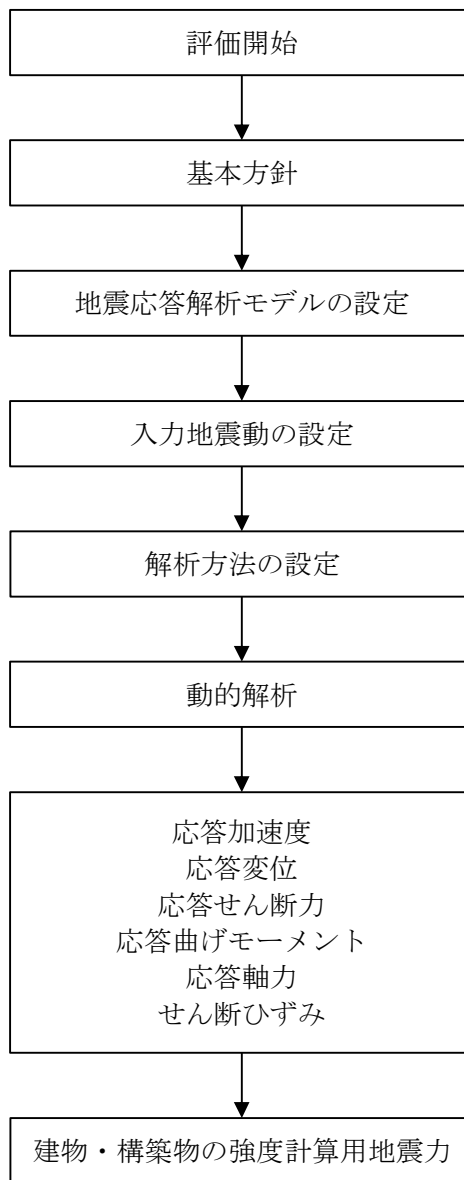 評価開始
基本方針
地震応答解析モデルの設定
入力地震動の設定
解析方法の設定
動的解析
応答加速度
応答変位
応答せん断力
応答曲げモーメント
応答軸力
せん断ひずみ
建物・構築物の強度計算用地震力